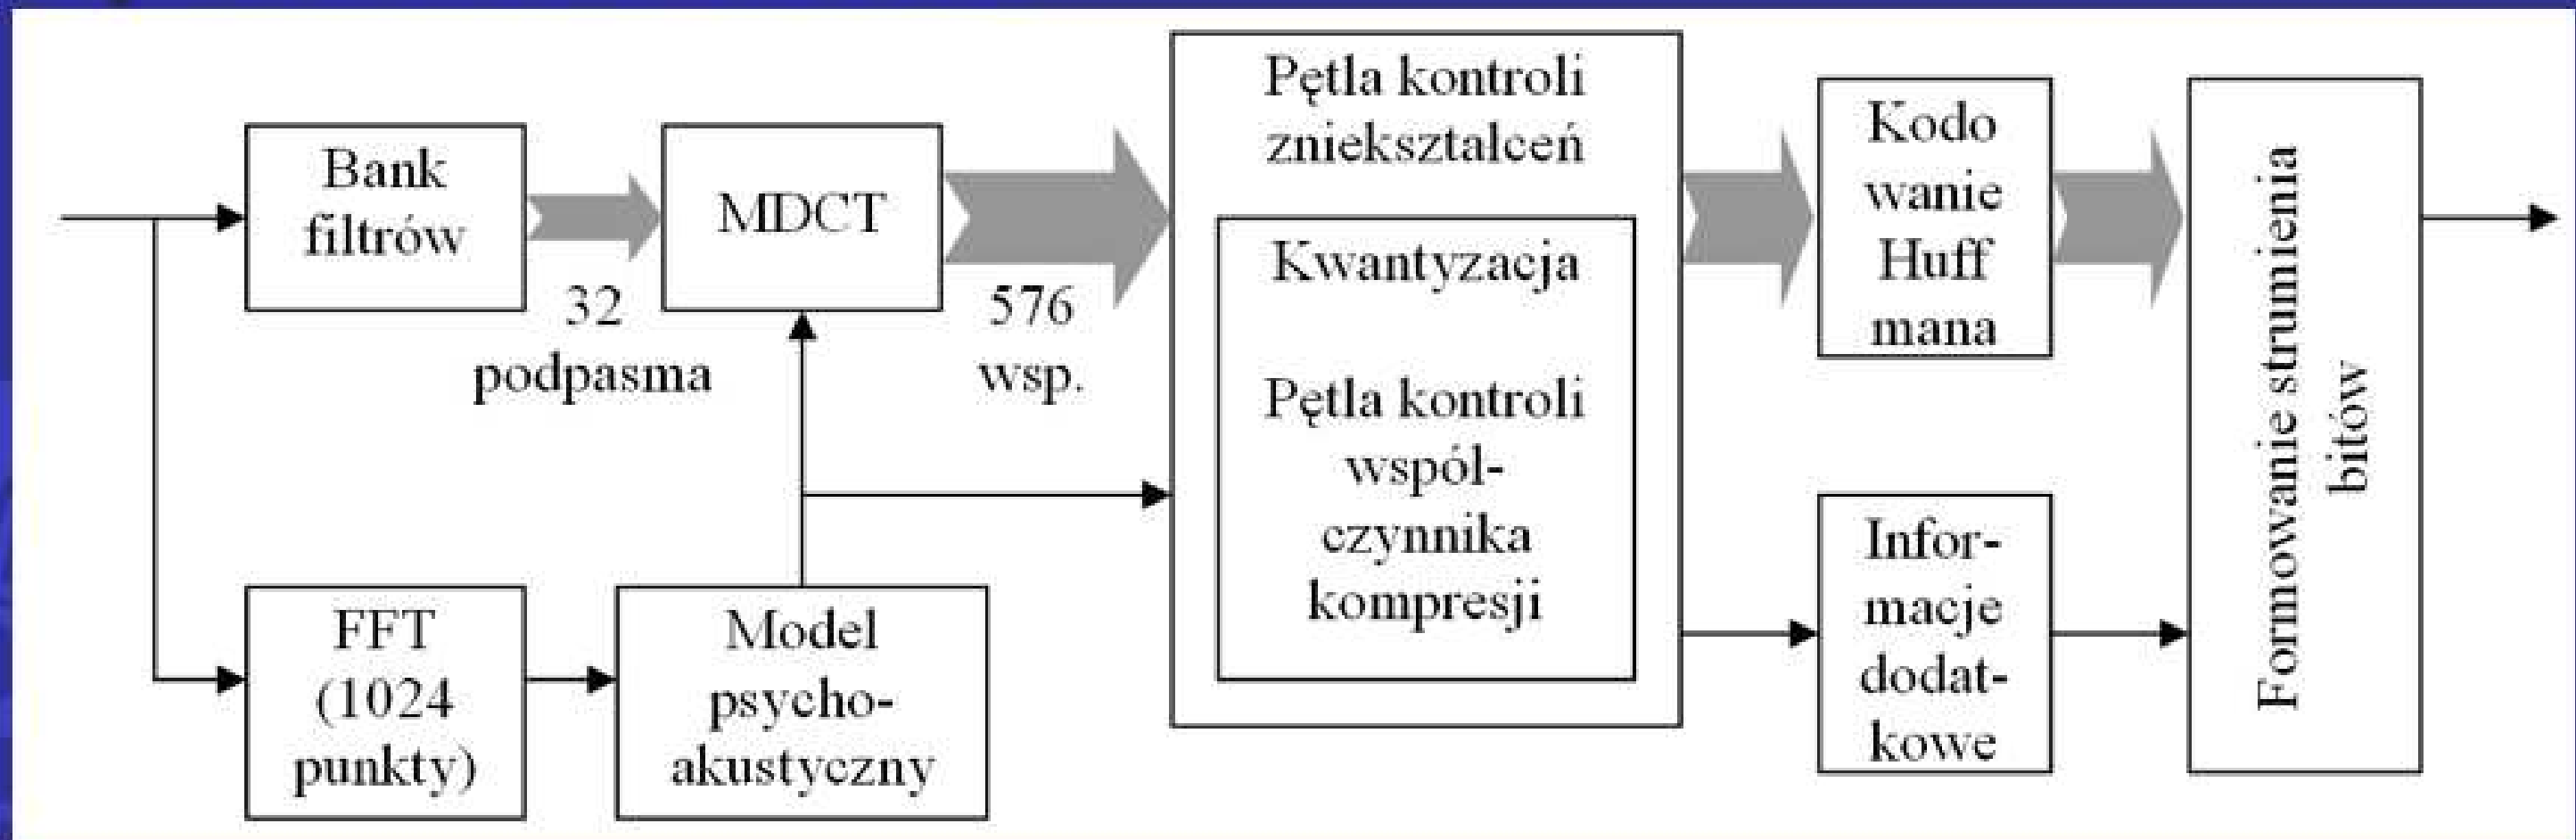 Bank
filtrów
32
podpasma
MDCT
576
wsp.
FFT
(1024
punkty)
Model
psycho-
akustyczny
Pętla kontroli
zniekształceń
Kwantyzacja
Pętla kontroli
współ-
czynnika
kompresji
Kodo
wanie
Huff
mana
Infor-
macje
dodat-
kowe
Formowanie strumienia
bitów